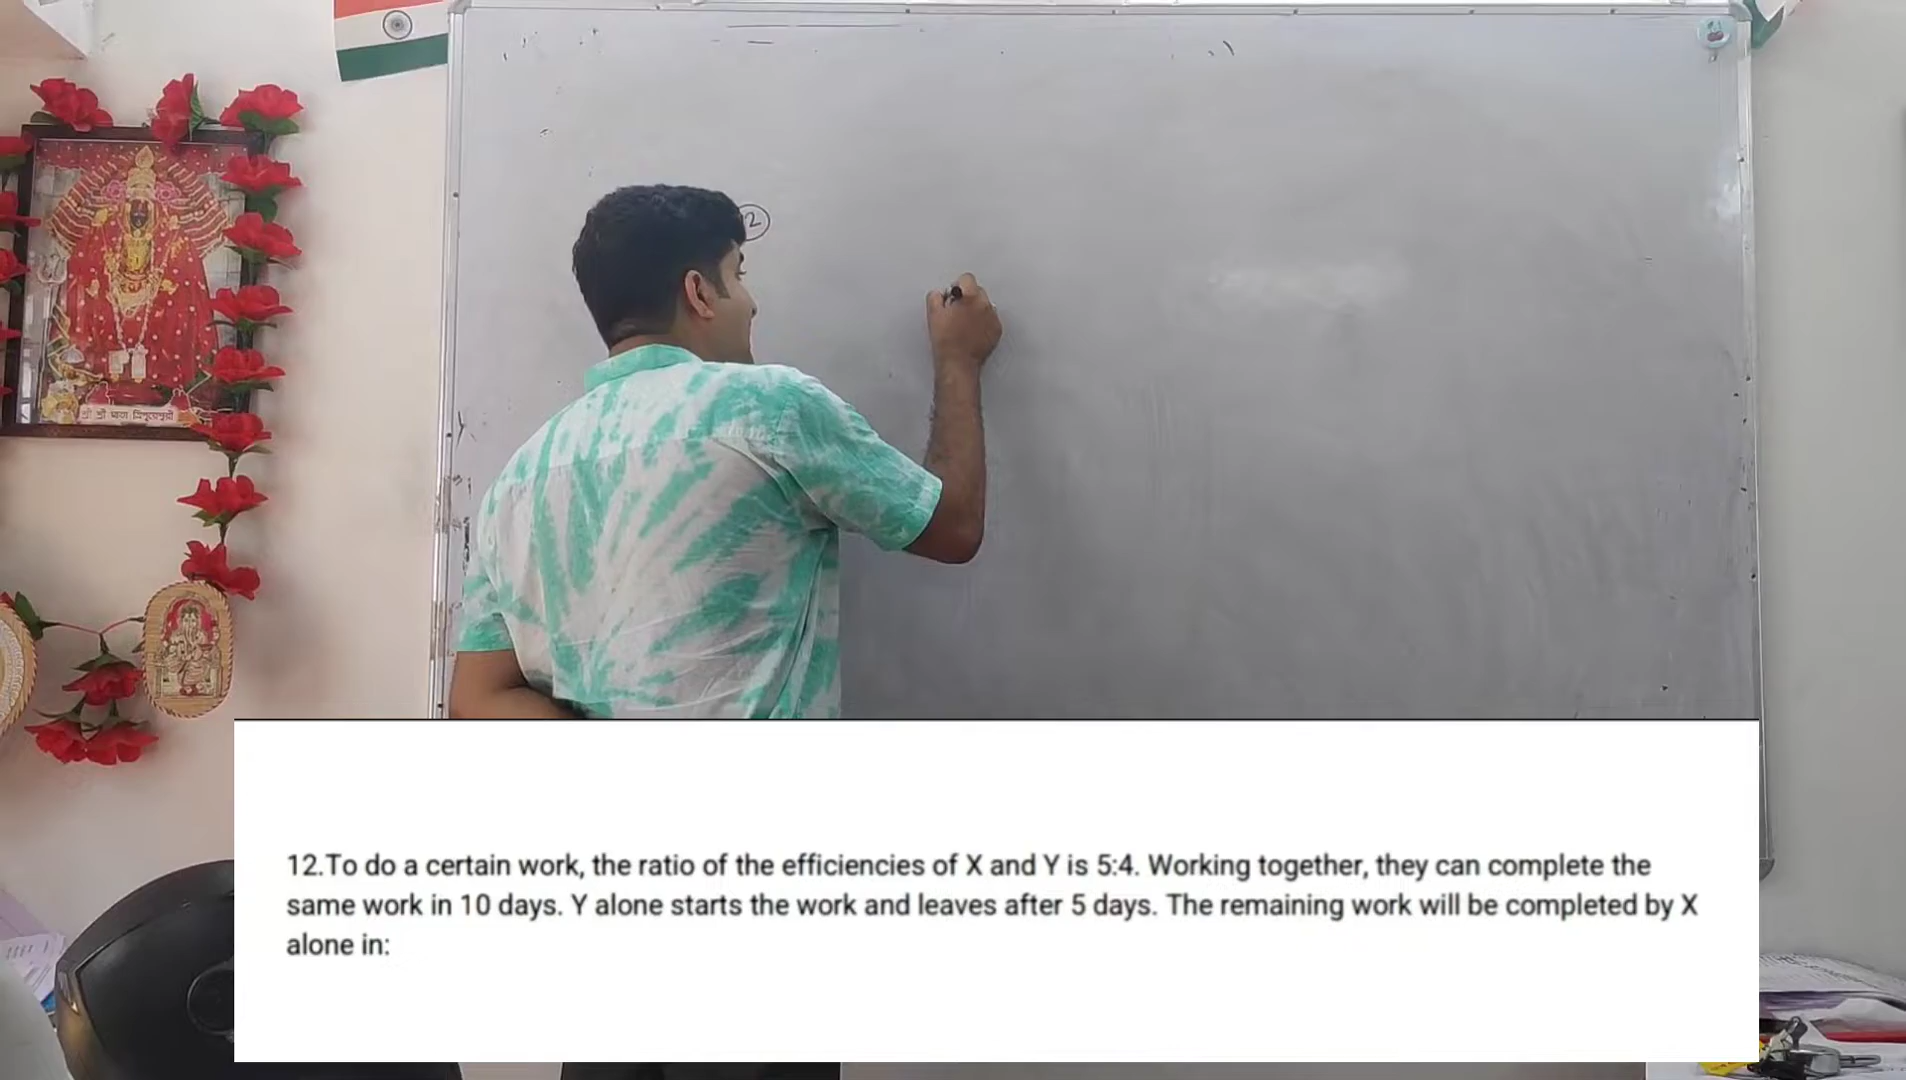 2
12.To do a certain work, the ratio of the efficiencies of X and Y is 5:4. Working together, they can complete the
same work in 10 days. Y alone starts the work and leaves after 5 days. The remaining work will be completed by X
alone in: